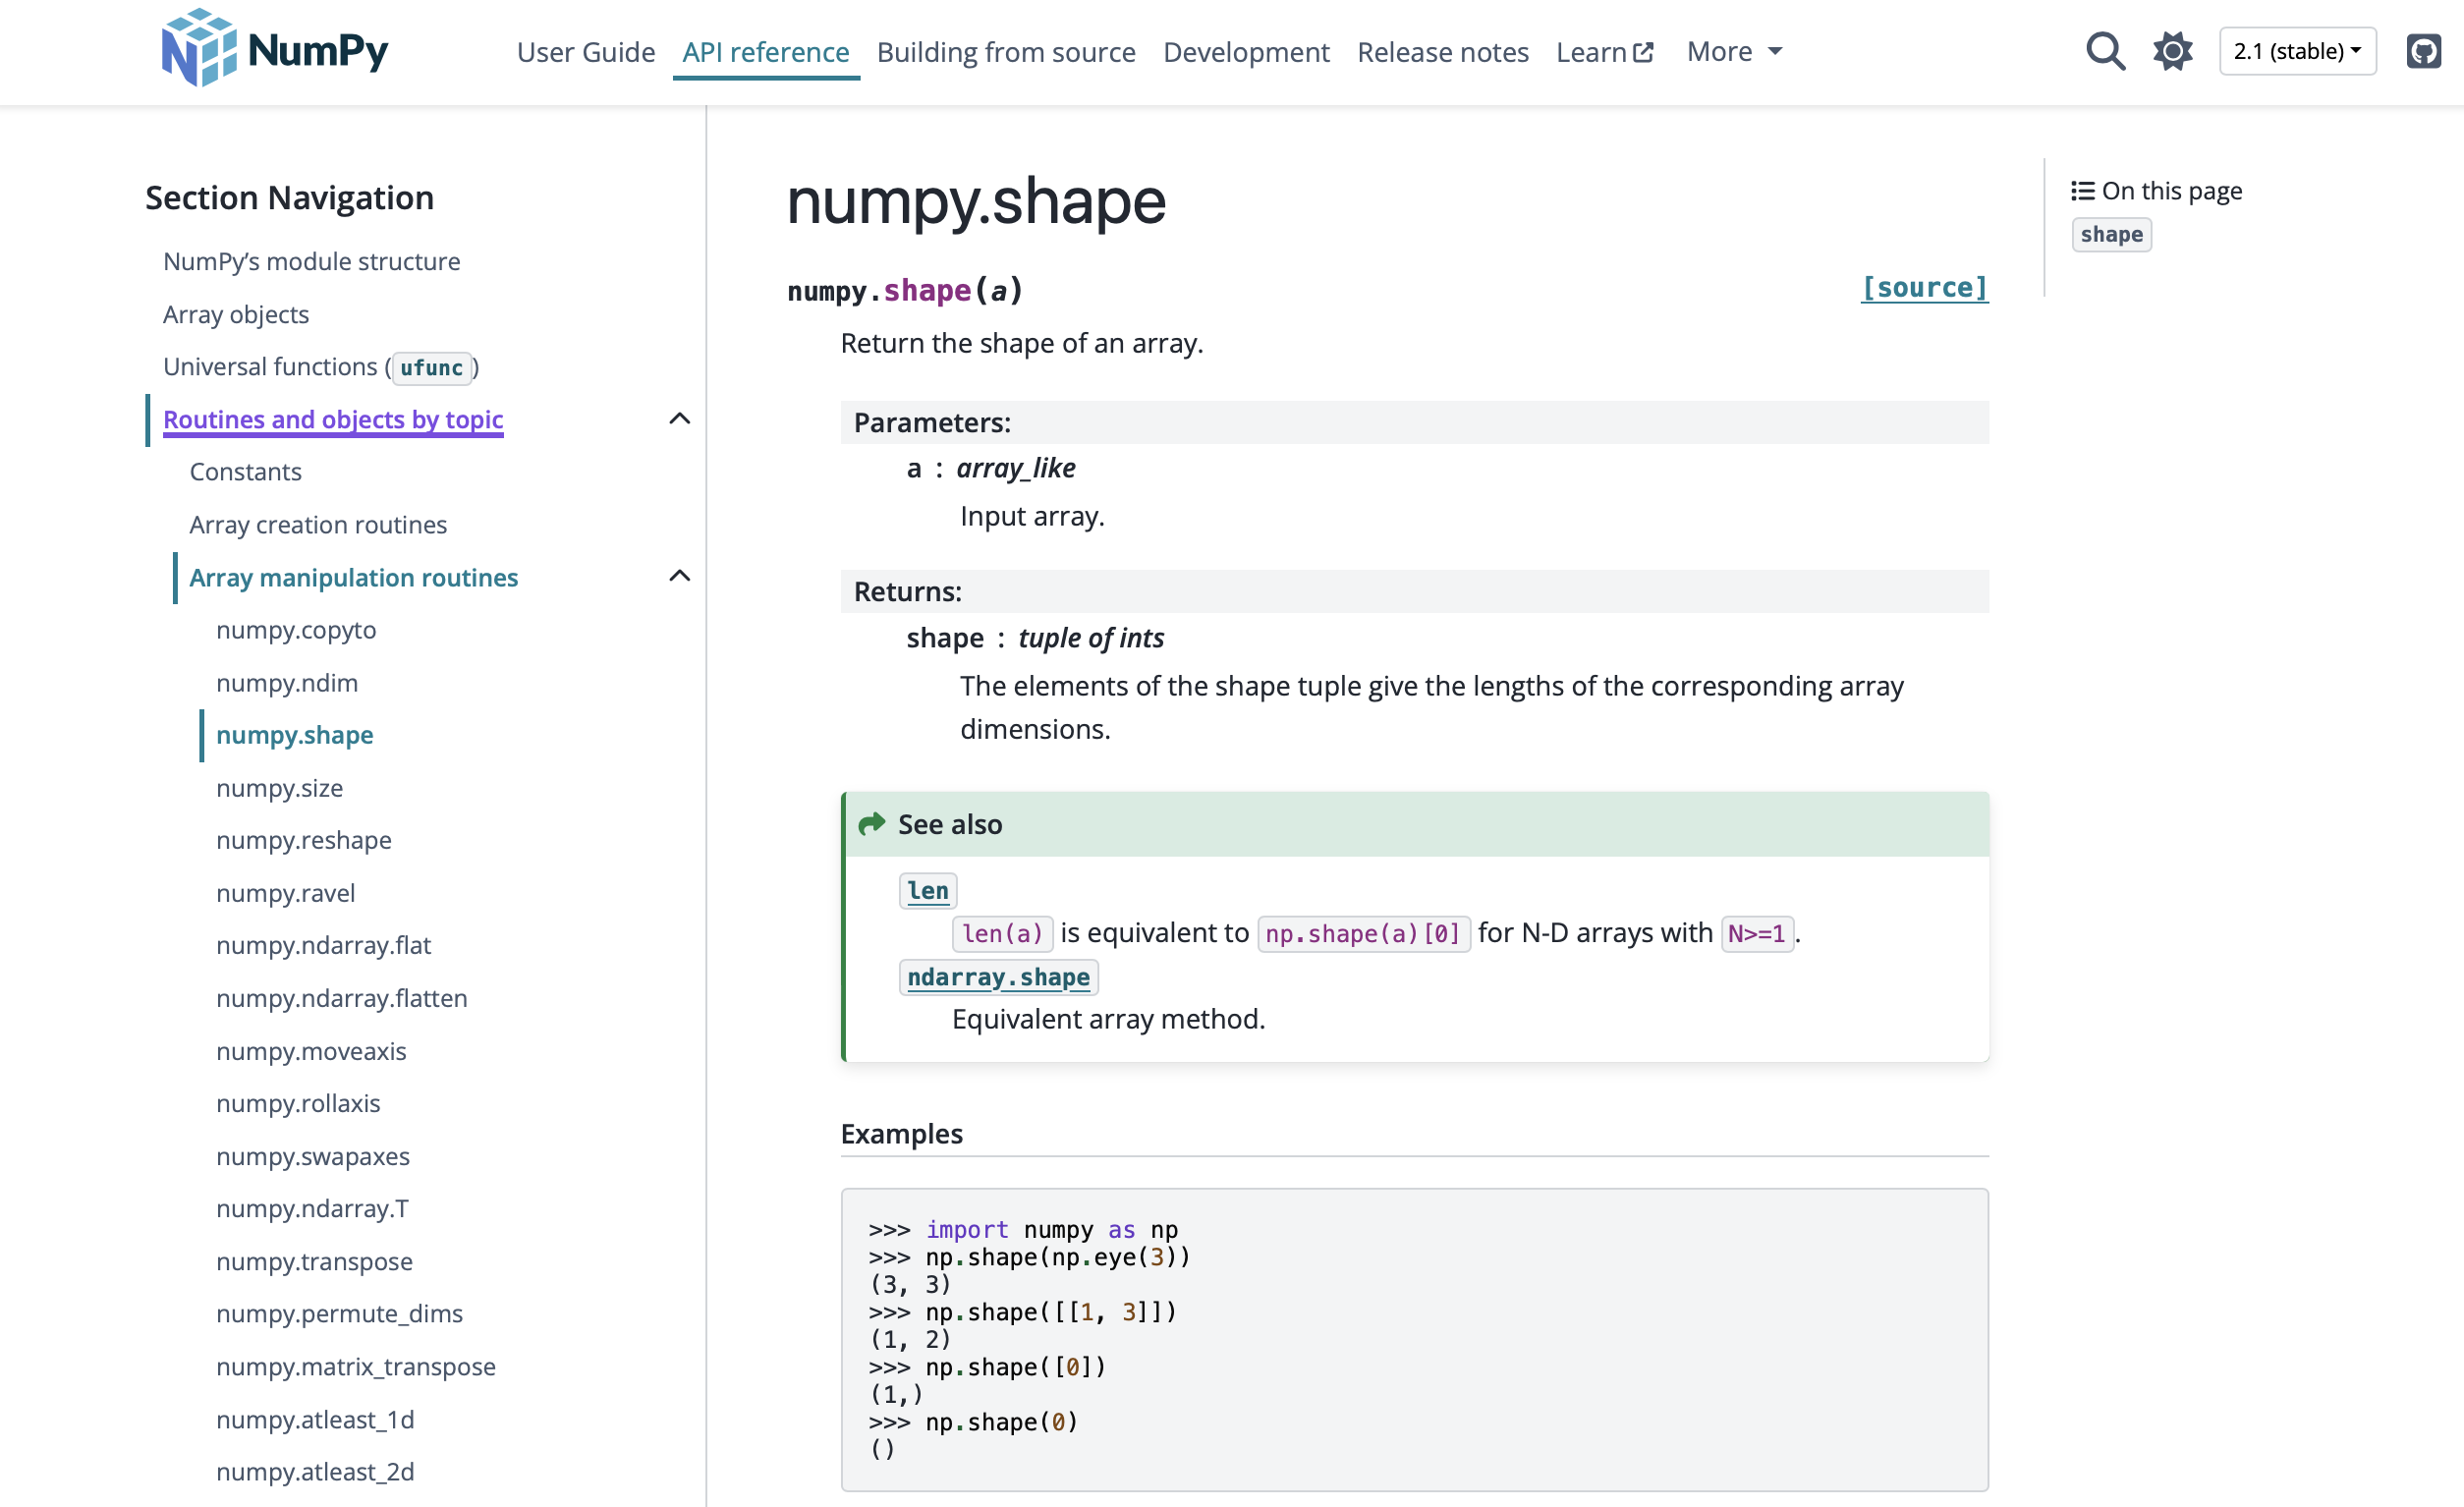 NumPy
User Guide
API reference
Building from source
Development
Release notes
Learn
More
2.1 (stable)
Section Navigation
NumPy’s module structure
Array objects
Universal functions (ufunc)
Routines and objects by topic
Constants
Array creation routines
Array manipulation routines
numpy.copyto
numpy.ndim
numpy.shape
numpy.size
numpy.reshape
numpy.ravel
numpy.ndarray.flat
numpy.ndarray.flatten
numpy.moveaxis
numpy.rollaxis
numpy.swapaxes
numpy.ndarray.T
numpy.transpose
numpy.permute_dims
numpy.matrix_transpose
numpy.atleast_1d
numpy.atleast_2d
numpy.shape
numpy.shape(a)
[source]
Return the shape of an array.
Parameters:
a : array_like
Input array.
Returns:
shape : tuple of ints
The elements of the shape tuple give the lengths of the corresponding array
dimensions.
See also
len
len(a) is equivalent to np.shape(a)[0] for N-D arrays with N>=1.
ndarray.shape
Equivalent array method.
Examples
>>> import numpy as np
>>> np.shape(np.eye(3))
(3, 3)
>>> np.shape([[1, 3]])
(1, 2)
>>> np.shape([0])
(1,)
>>> np.shape(0)
()
On this page
shape